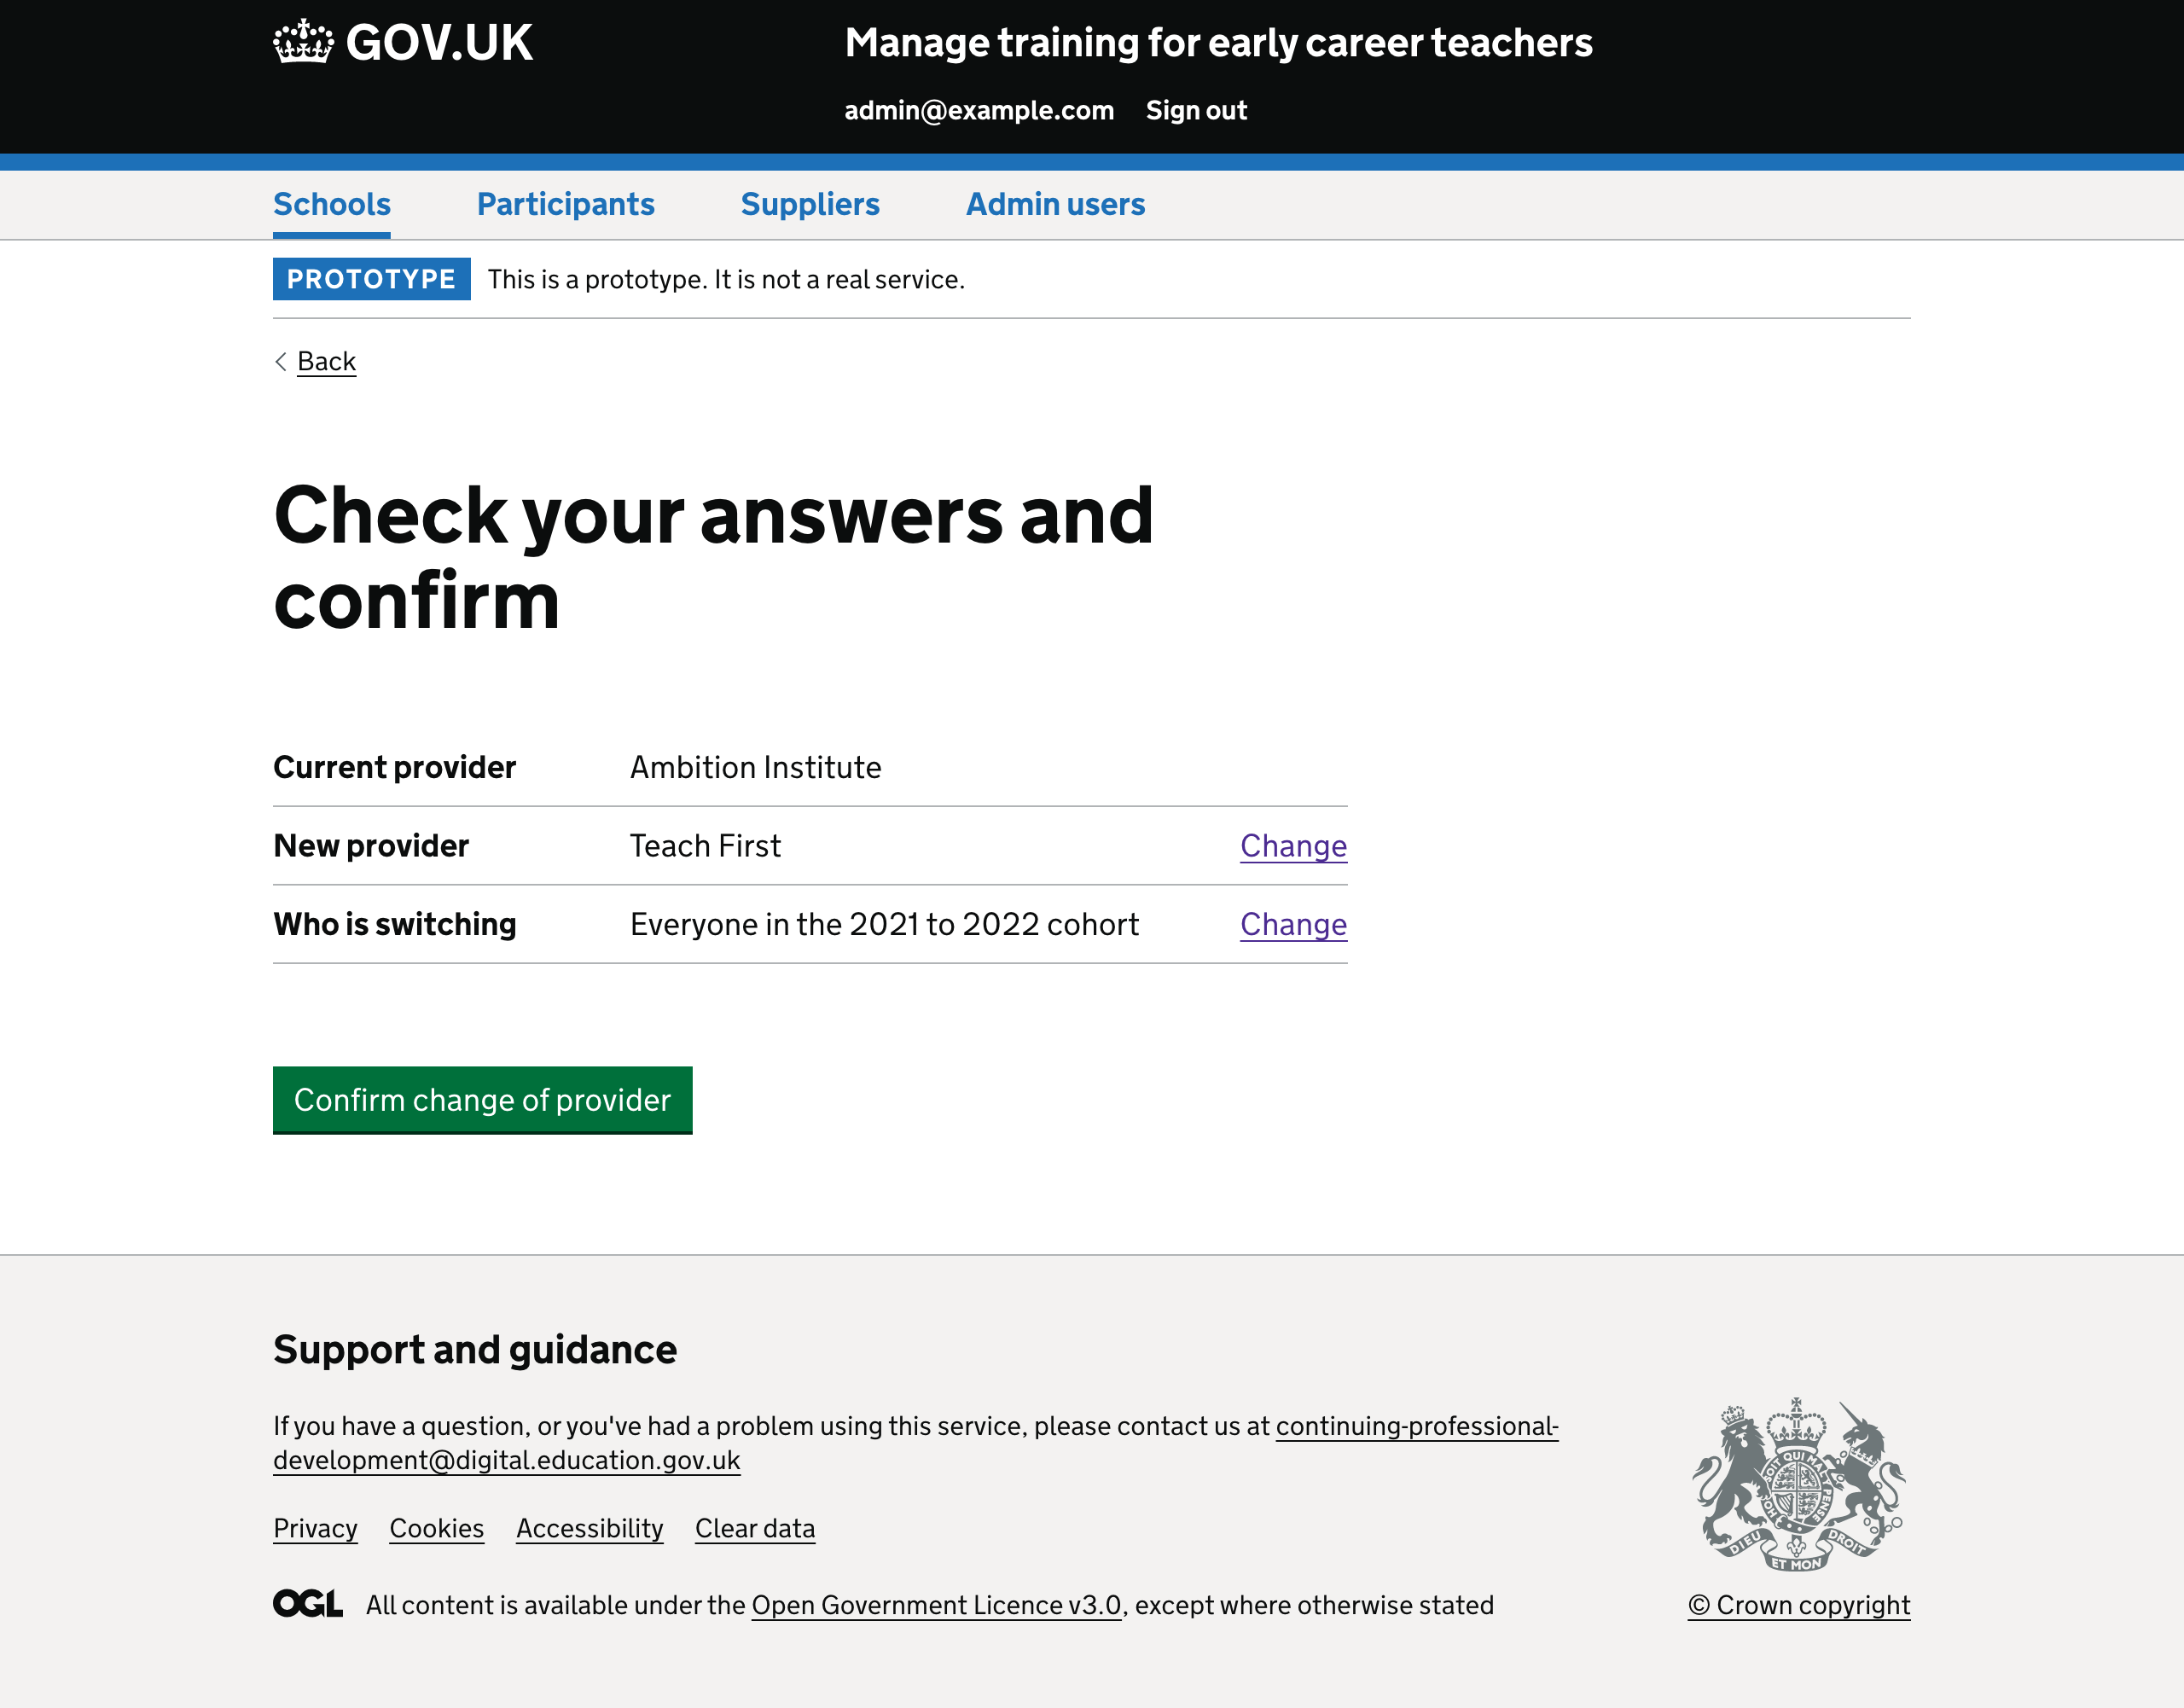 GOV.UK
Manage training for early career teachers
admin@example.com Sign out
Schools Participants Suppliers Admin users
PROTOTYPE This is a prototype. It is not a real service.
Back
Check your answers and
confirm
Current provider Ambition Institute
New provider Teach First Change
Who is switching Everyone in the 2021 to 2022 cohort Change
Confirm change of provider
Support and guidance
If you have a question, or you've had a problem using this service, please contact us at continuing-professional-
development@digital.education.gov.uk
Privacy Cookies Accessibility Clear data
OGL All content is available under the Open Government Licence v3.0, except where otherwise stated
SOIT QUI MAL Y PENSE
DIEU ET MON DROIT
© Crown copyright